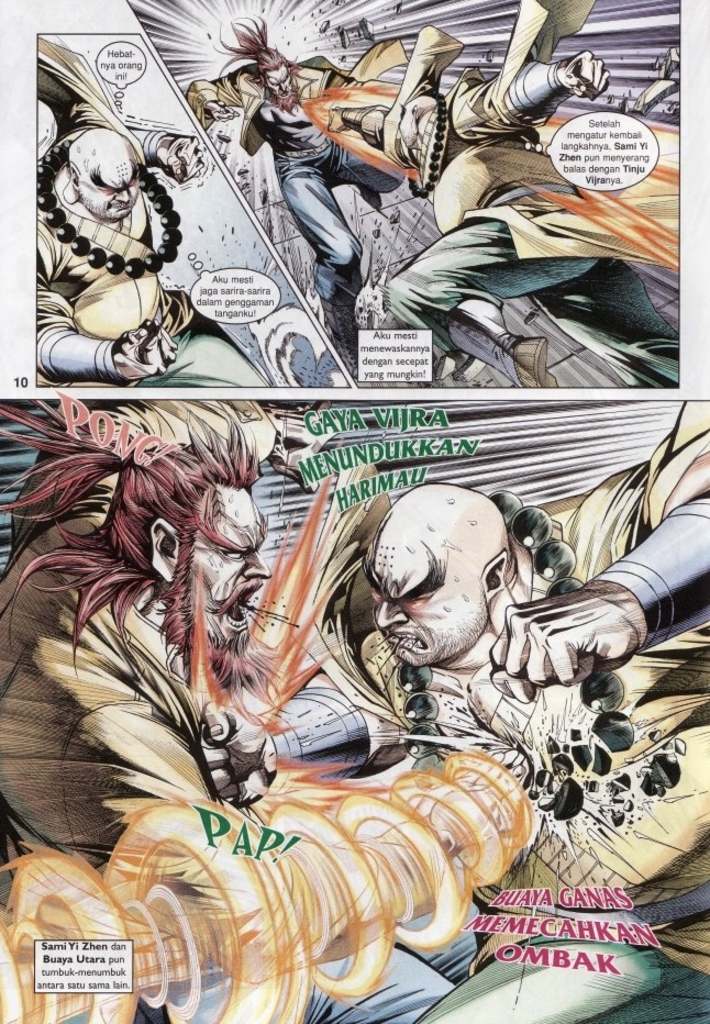 Hebat-
nya orang
ini!
Aku mesti
jaga sarira-sarira
dalam genggaman
tanganku!
Setelah
mengatur kembali
langkahnya, Sami Yi
Zhen pun menyerang
balas dengan Tinju
Vijranya.
Aku mesti
menewaskannya
dengan secepat
yang mungkin!
10
PONG!
GAYA VIJRA
MENUNDUKKAN
HARIMAU
PAP!
BUAYA GANAS
MEMECAHKAN
OMBAK
Sami Yi Zhen dan
Buaya Utara pun
tumbuk-menumbuk
antara satu sama lain.